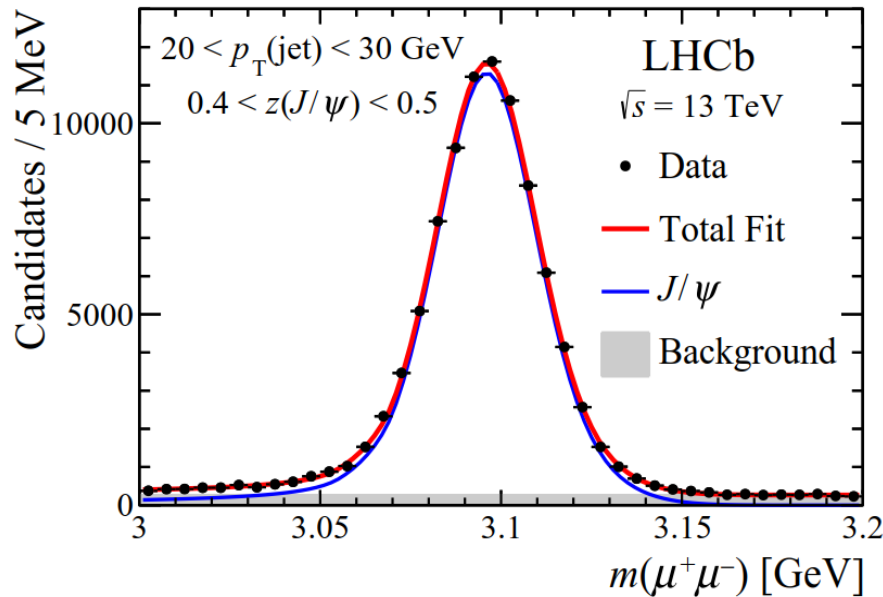 Candidates / 5 MeV
10000
5000
0
20 < p_T(jet) < 30 GeV
0.4 < z(J/ψ) < 0.5
LHCb
√s = 13 TeV
Data
Total Fit
J/ψ
Background
3
3.05
3.1
3.15
3.2
m(μ⁺μ⁻) [GeV]